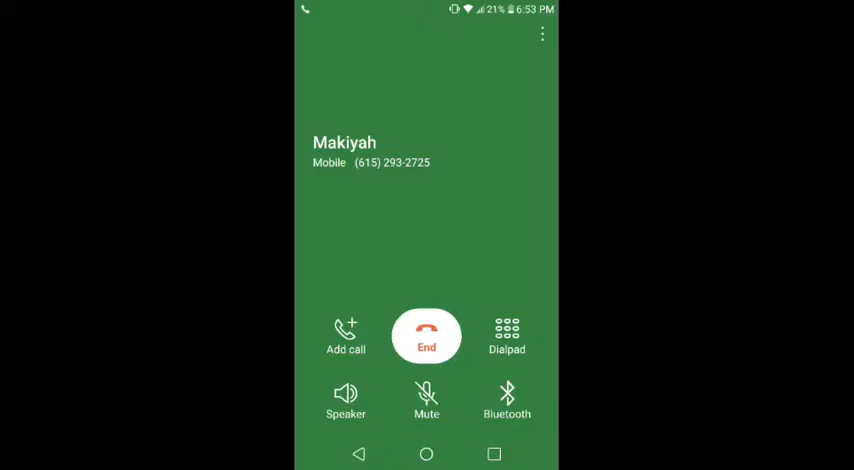 21% 6:53 PM
Makiyah
Mobile (615) 293-2725
Add call
End
Dialpad
Speaker
Mute
Bluetooth